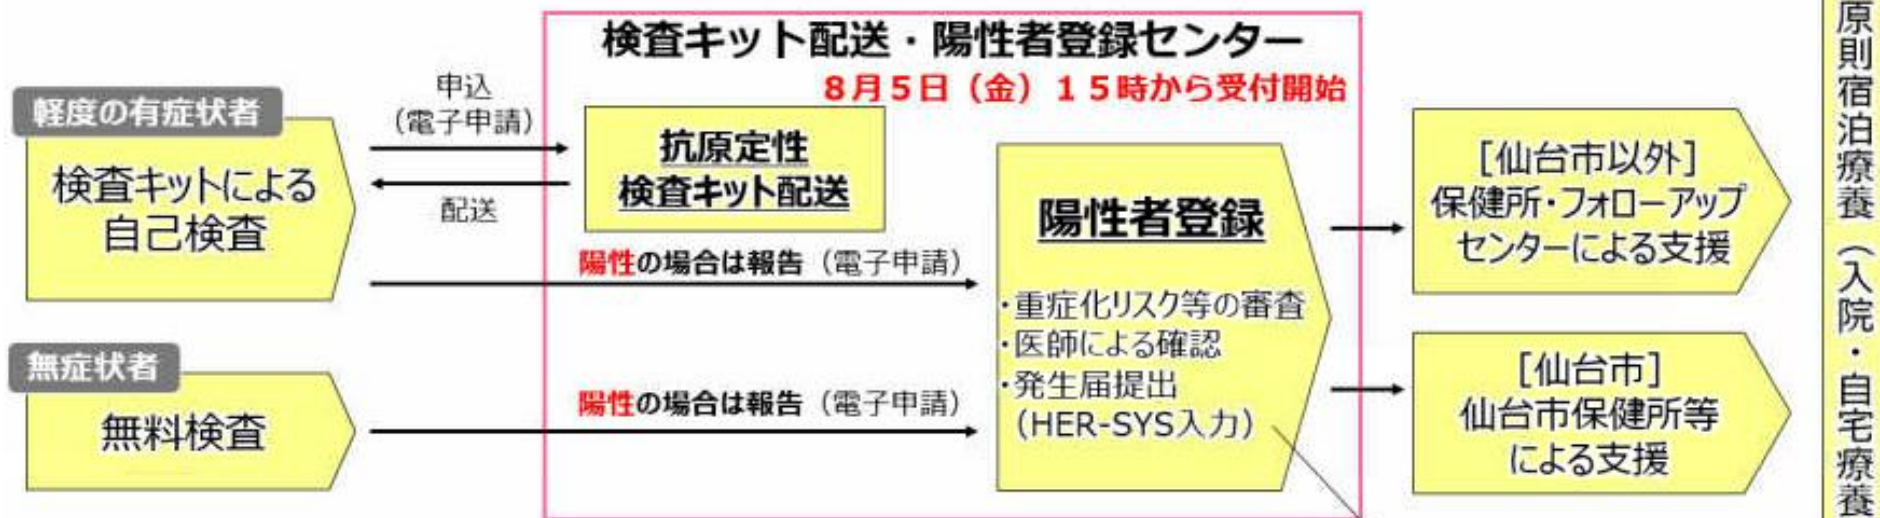 検査キット配送・陽性者登録センター
8月5日（金）15時から受付開始
軽度の有症状者
検査キットによる
自己検査
申込
（電子申請）
配送
抗原定性
検査キット配送
陽性の場合は報告（電子申請）
無症状者
無料検査
陽性の場合は報告（電子申請）
陽性者登録
・重症化リスク等の審査
・医師による確認
・発生届提出
（HER-SYS入力）
［仙台市以外］
保健所・フォローアップ
センターによる支援
［仙台市］
仙台市保健所等
による支援
原則宿泊療養（入院・自宅療養